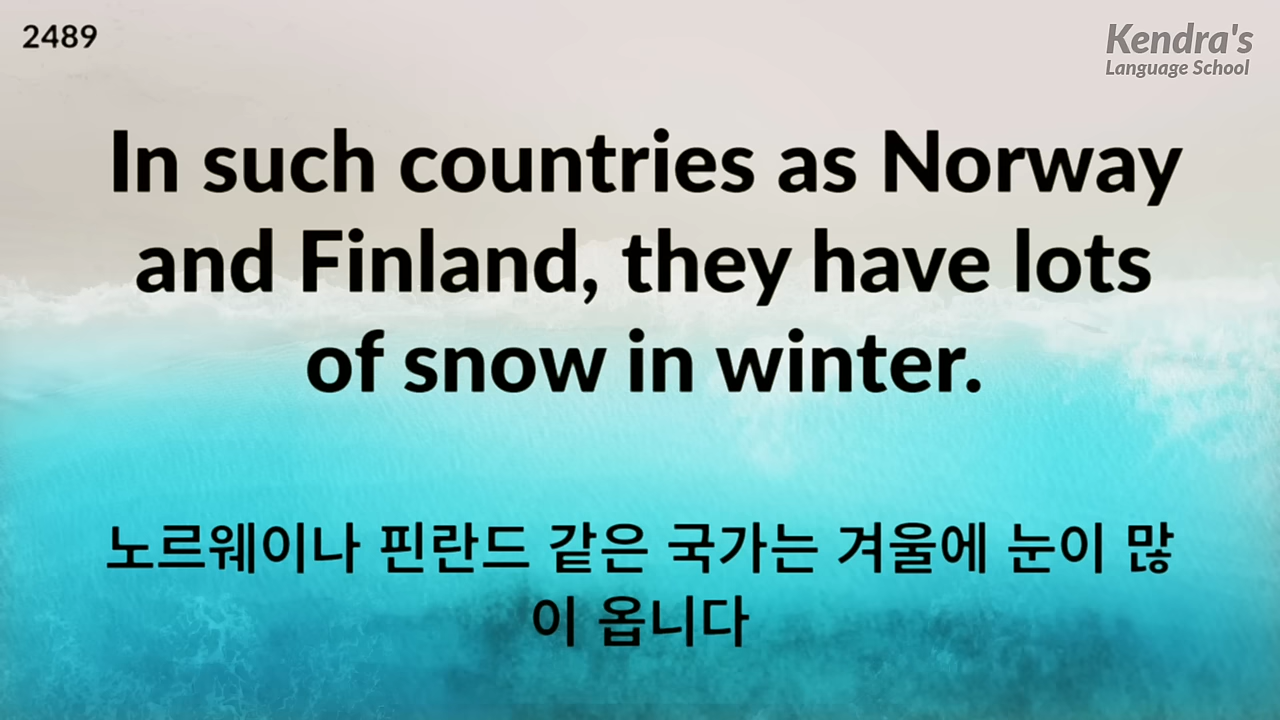 2489
Kendra's
Language School
In such countries as Norway
and Finland, they have lots
of snow in winter.
노르웨이나 핀란드 같은 국가는 겨울에 눈이 많
이 옵니다